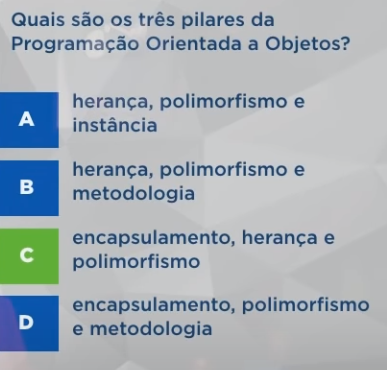 Quais são os três pilares da
Programação Orientada a Objetos?
A
herança, polimorfismo e
instância
B
herança, polimorfismo e
metodologia
C
encapsulamento, herança e
polimorfismo
D
encapsulamento, polimorfismo
e metodologia